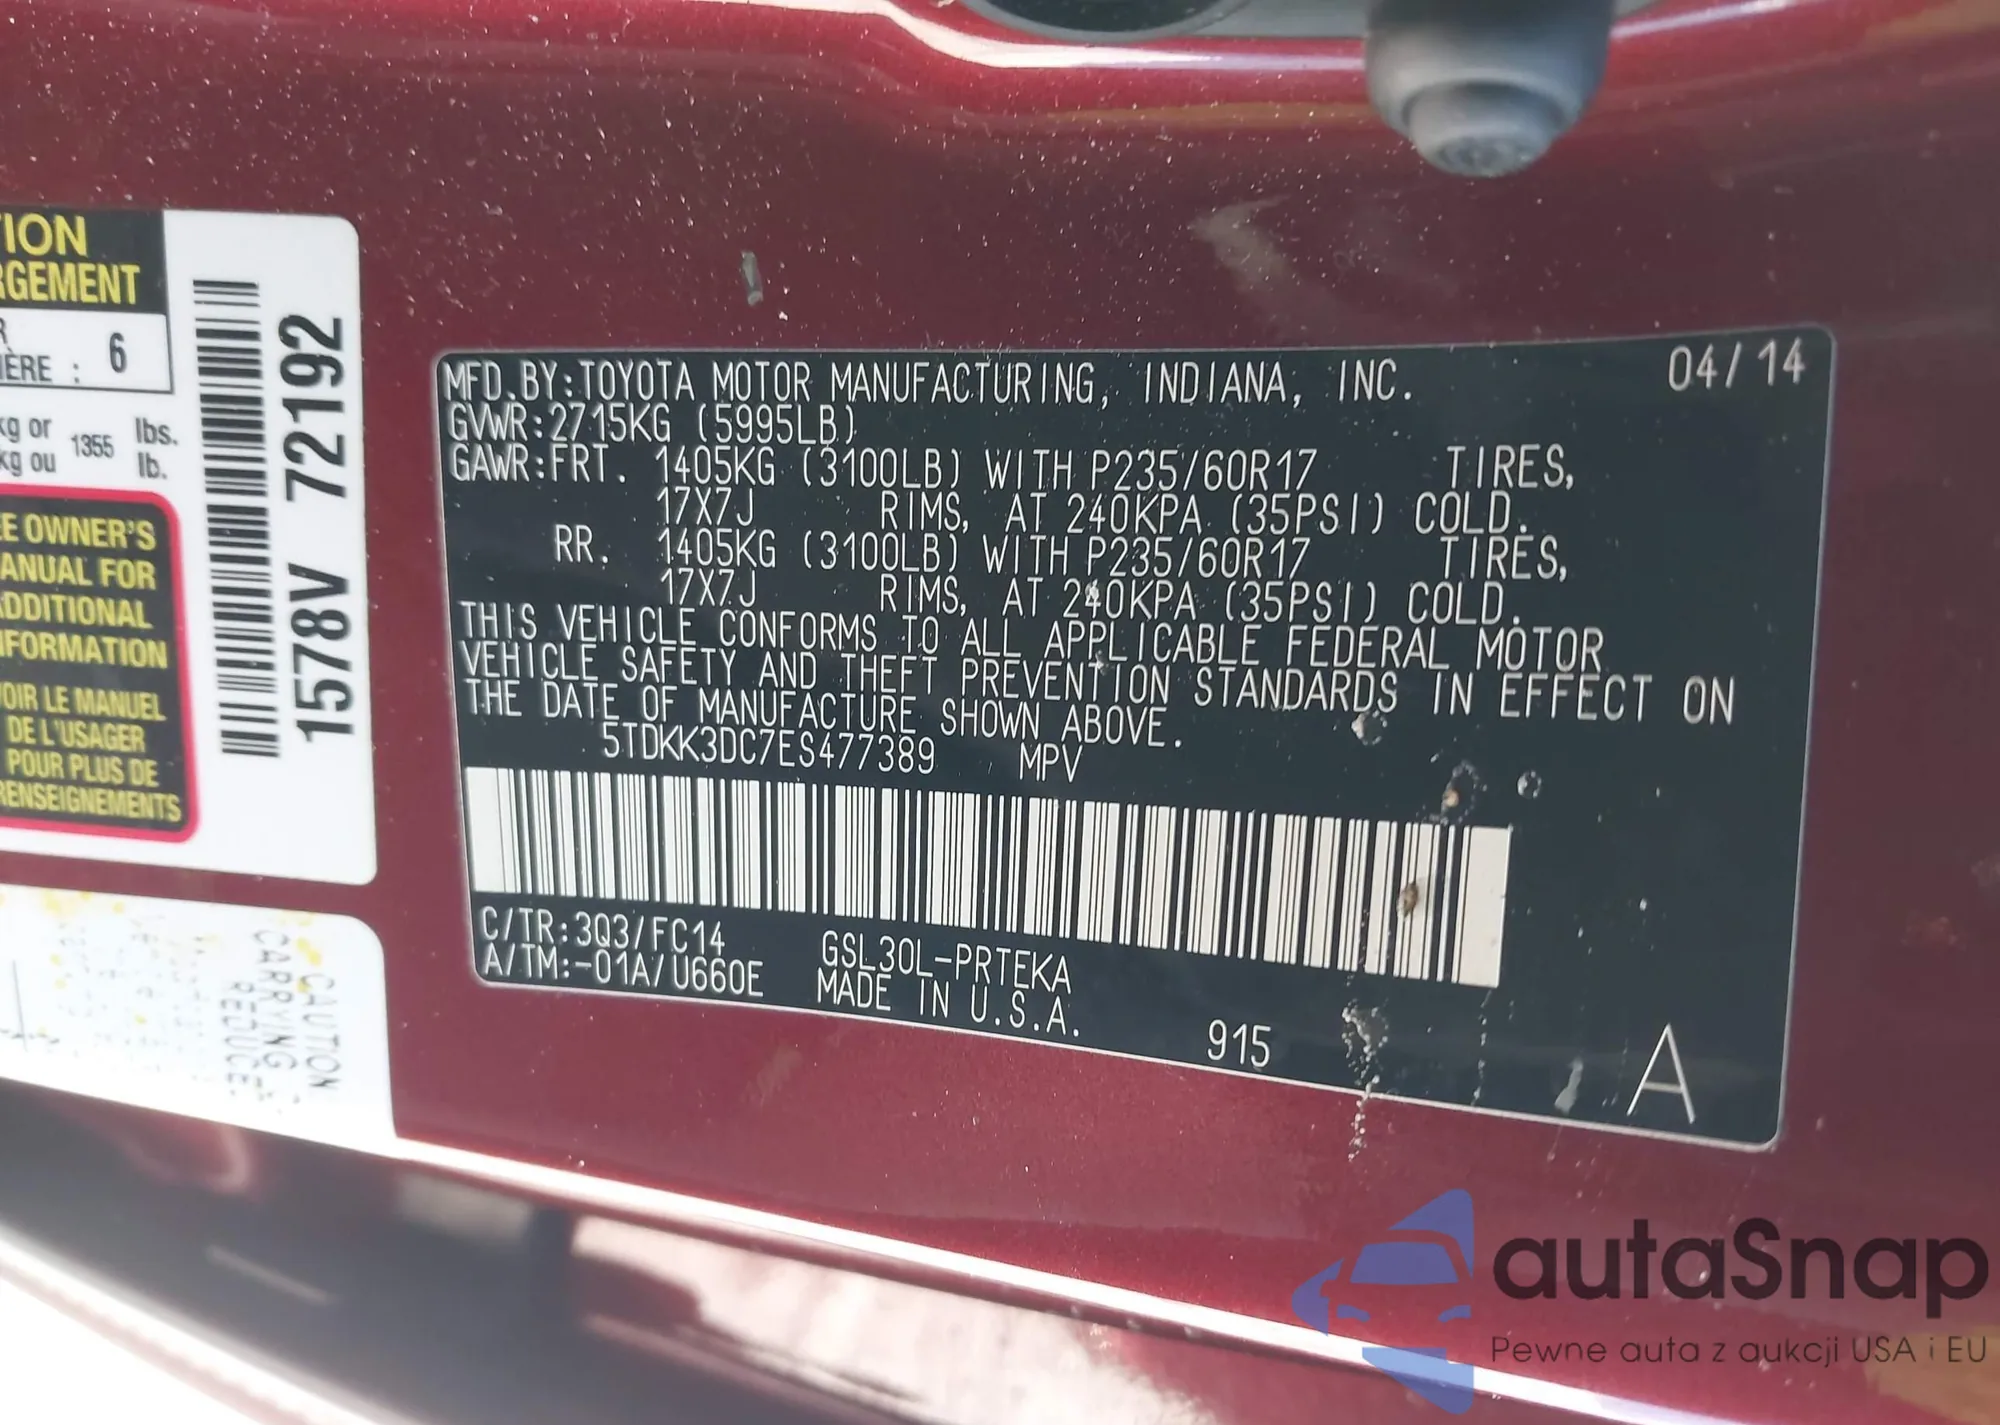 TION
RGEMENT
R
IÈRE : 6
kg or 1355 lbs.
kg ou lb.
EE OWNER'S
MANUAL FOR
ADDITIONAL
INFORMATION
VOIR LE MANUEL
DE L'USAGER
POUR PLUS DE
RENSEIGNEMENTS
1578V 72192
CAUTION
CARRYING
REDUCE
MFD.BY:TOYOTA MOTOR MANUFACTURING, INDIANA, INC. 04/14
GVWR:2715KG (5995LB)
GAWR:FRT. 1405KG (3100LB) WITH P235/60R17 TIRES,
17X7J RIMS, AT 240KPA (35PSI) COLD.
RR. 1405KG (3100LB) WITH P235/60R17 TIRES,
17X7J RIMS, AT 240KPA (35PSI) COLD.
THIS VEHICLE CONFORMS TO ALL APPLICABLE FEDERAL MOTOR
VEHICLE SAFETY AND THEFT PREVENTION STANDARDS IN EFFECT ON
THE DATE OF MANUFACTURE SHOWN ABOVE.
5TDKK3DC7ES477389 MPV
C/TR:3Q3/FC14 GSL30L-PRTEKA
A/TM:-01A/U660E MADE IN U.S.A.
915
A
autaSnap
Pewne auta z aukcji USA i EU